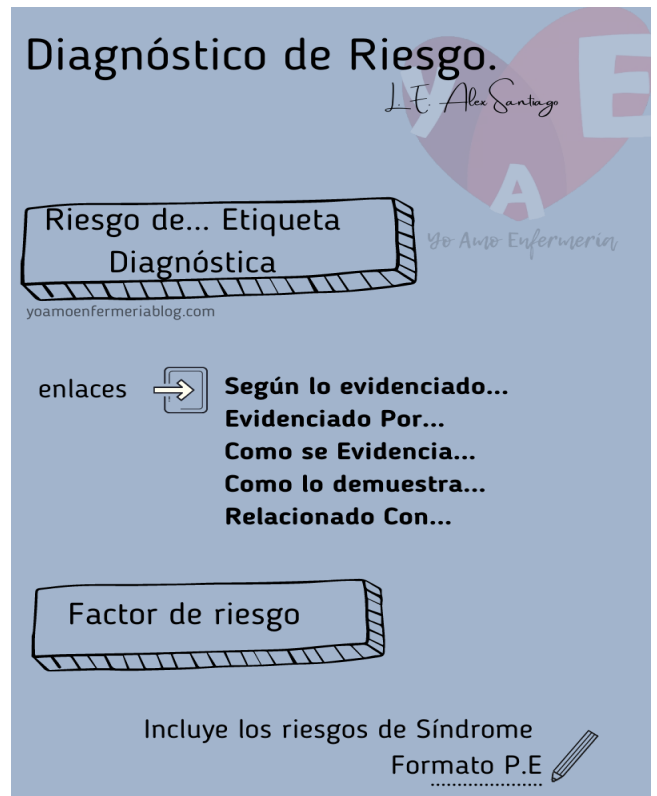 Diagnóstico de Riesgo.
L. E. Alex Santiago
Y A E
Yo Amo Enfermería
Riesgo de... Etiqueta
Diagnóstica
yoamoenfermeriablog.com
enlaces
Según lo evidenciado...
Evidenciado Por...
Como se Evidencia...
Como lo demuestra...
Relacionado Con...
Factor de riesgo
Incluye los riesgos de Síndrome
Formato P.E